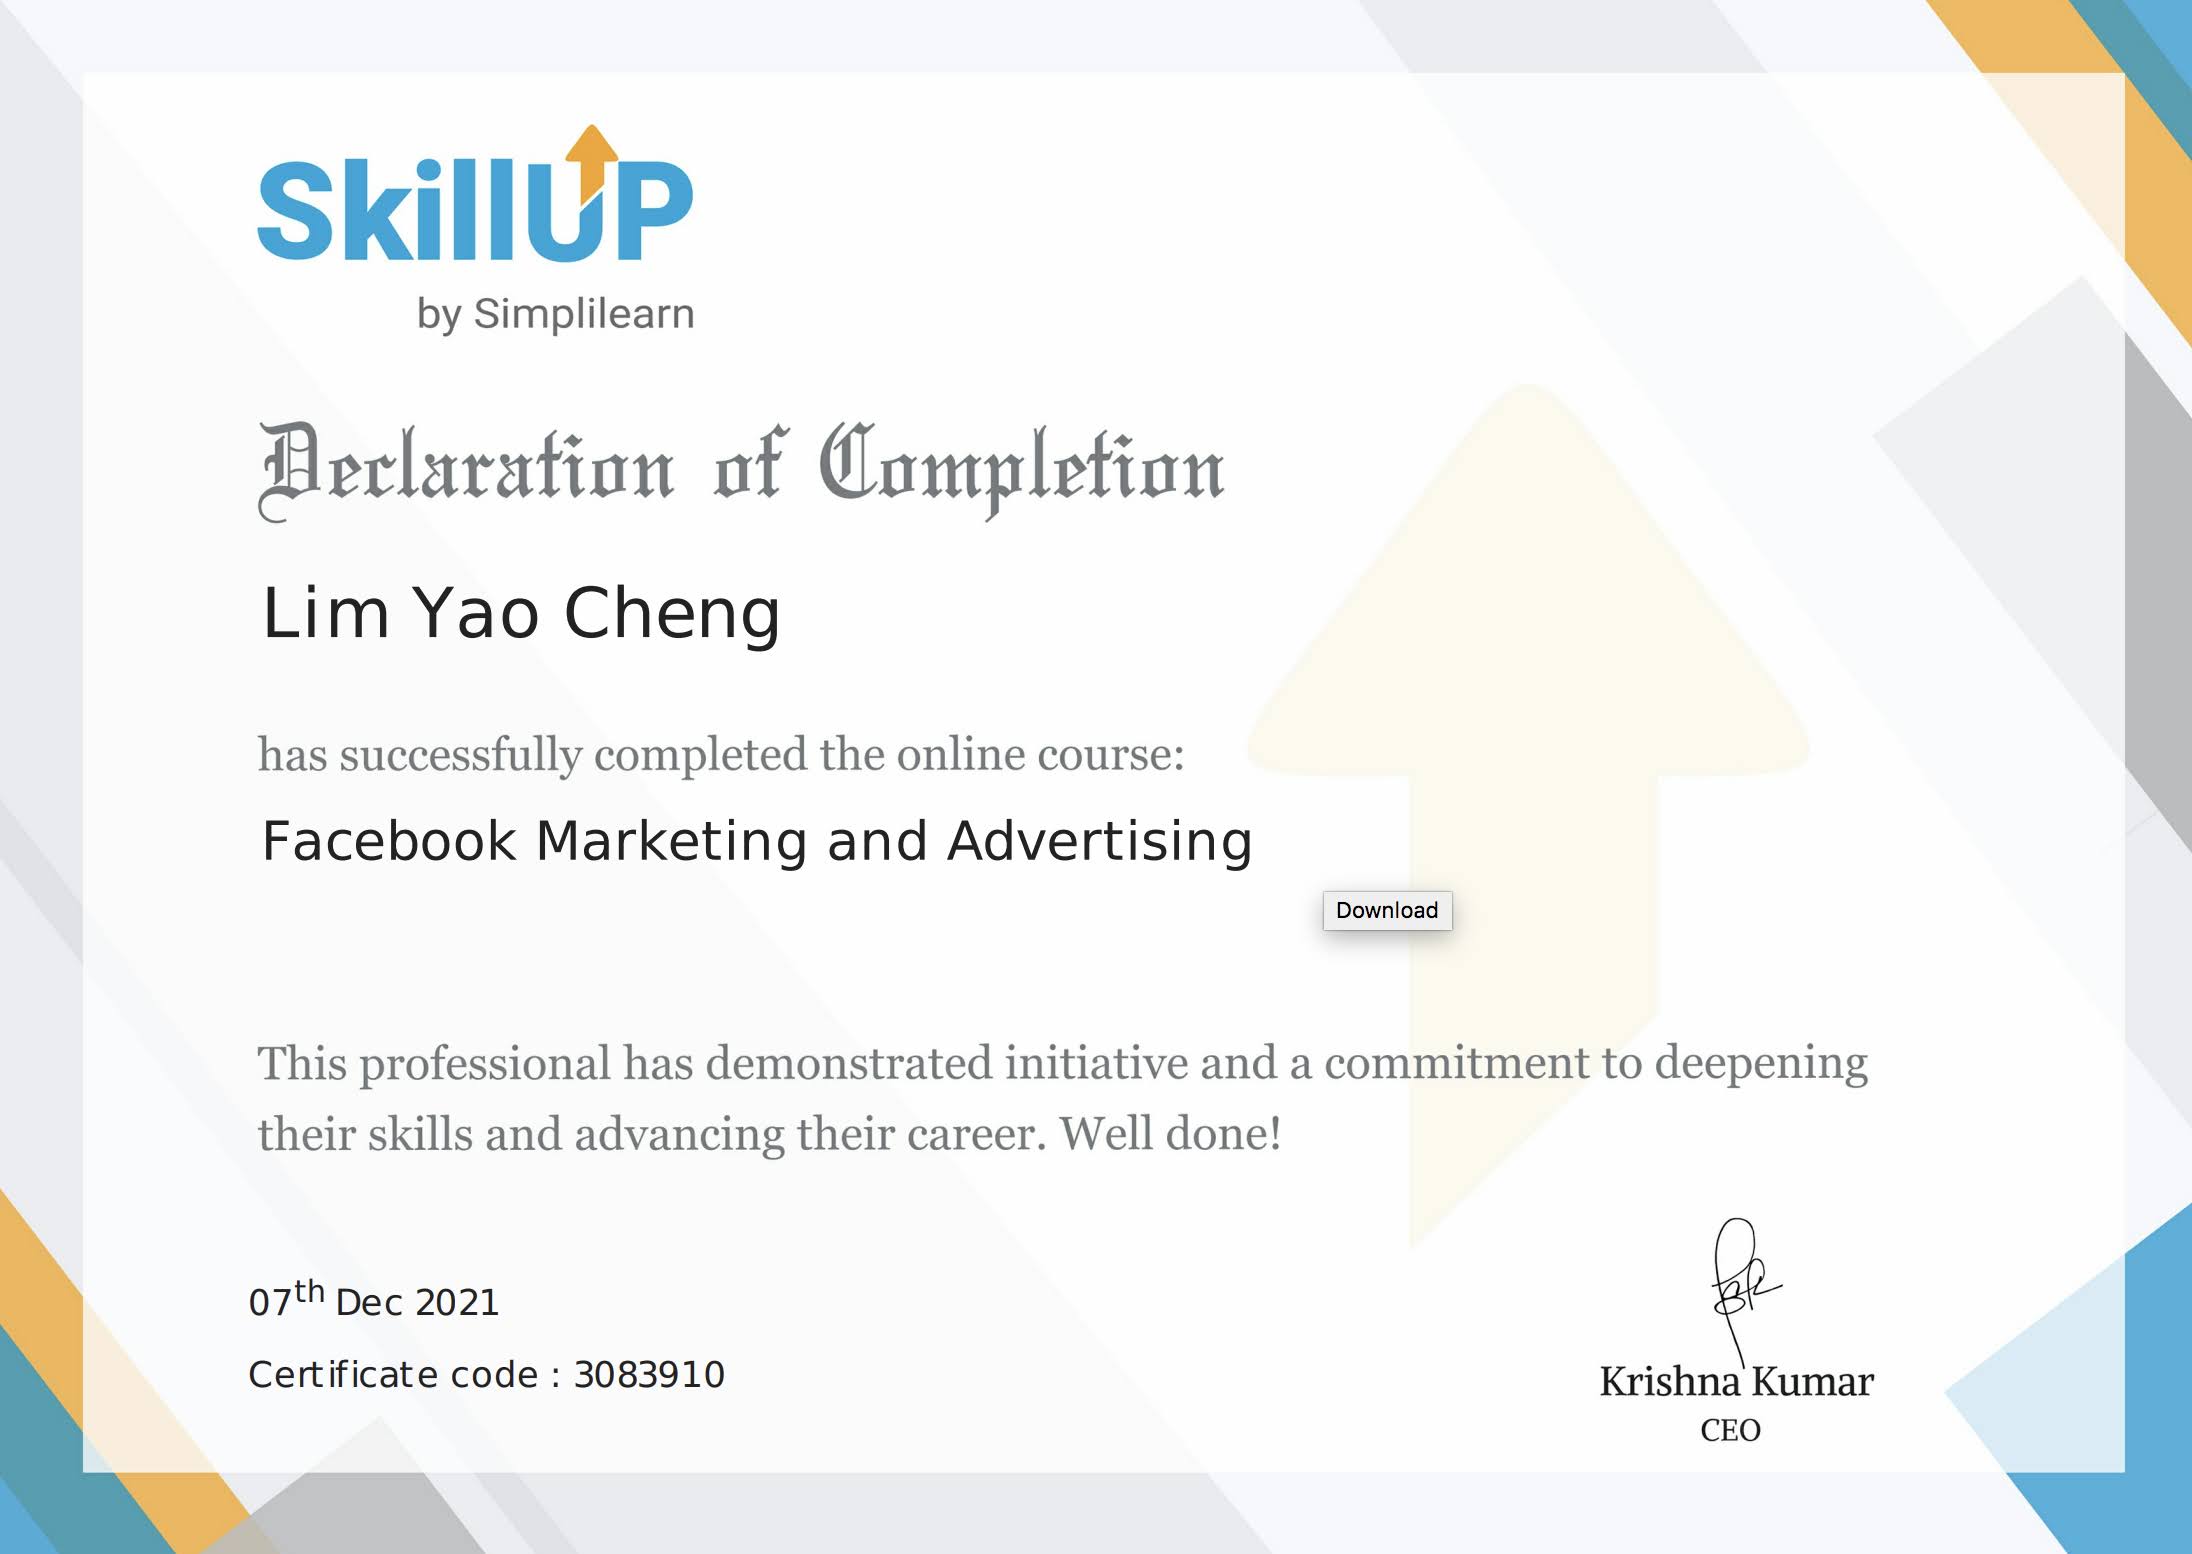 SkillUP
by Simplilearn
Declaration of Completion
Lim Yao Cheng
has successfully completed the online course:
Facebook Marketing and Advertising
Download
This professional has demonstrated initiative and a commitment to deepening
their skills and advancing their career. Well done!
07th Dec 2021
Certificate code : 3083910
Krishna Kumar
CEO